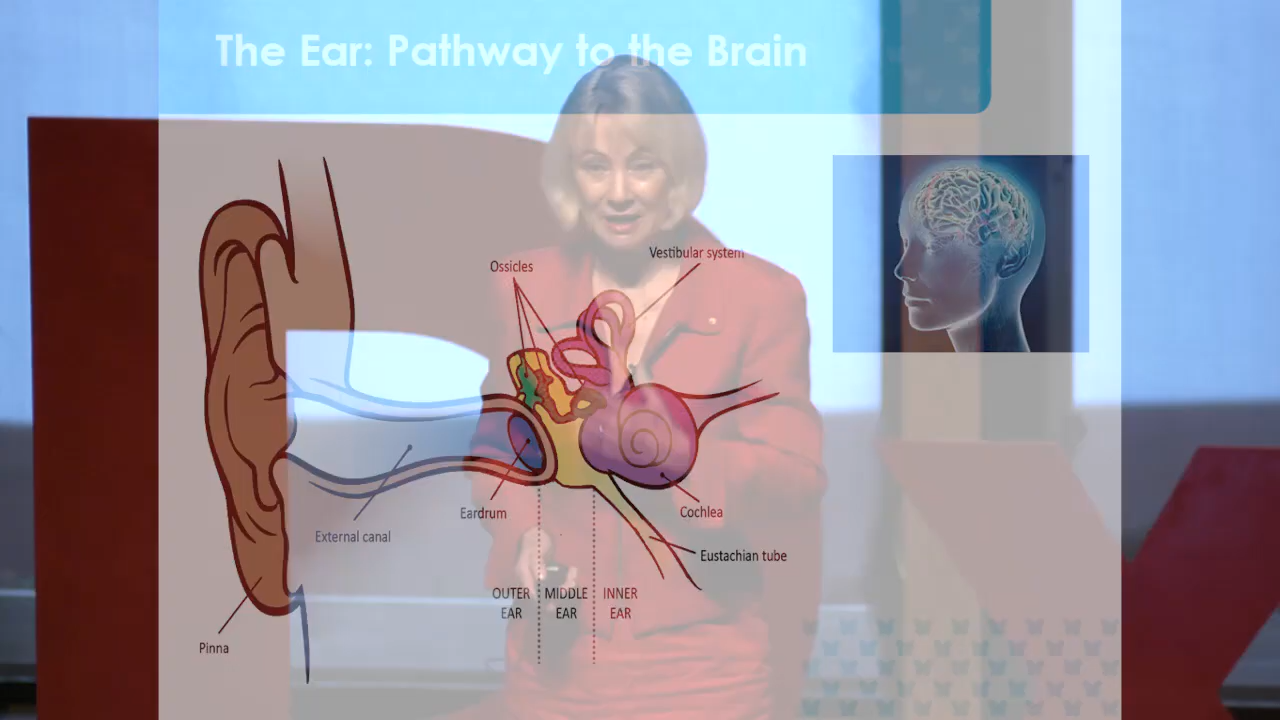 The Ear: Pathway to the Brain
Vestibular system
Ossicles
Eardrum
Cochlea
External canal
Eustachian tube
OUTER
EAR
MIDDLE
EAR
INNER
EAR
Pinna